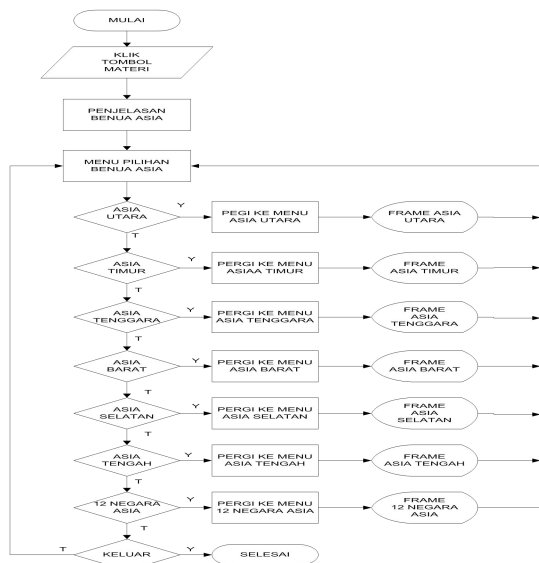 MULAI
KLIK
TOMBOL
MATERI
PENJELASAN
BENUA ASIA
MENU PILIHAN
BENUA ASIA
ASIA
UTARA
Y
PEGI KE MENU
ASIA UTARA
FRAME ASIA
UTARA
T
ASIA
TIMUR
Y
PERGI KE MENU
ASIAA TIMUR
FRAME
ASIA TIMUR
T
ASIA
TENGGARA
Y
PERGI KE MENU
ASIA TENGGARA
FRAME
ASIA
TENGGARA
T
ASIA
BARAT
Y
PERGI KE MENU
ASIA BARAT
FRAME
ASIA BARAT
T
ASIA
SELATAN
Y
PERGI KE MENU
ASIA SELATAN
FRAME
ASIA
SELATAN
T
ASIA
TENGAH
Y
PERGI KE MENU
ASIA TENGAH
FRAME
ASIA TENGAH
T
12 NEGARA
ASIA
Y
PERGI KE MENU
12 NEGARA ASIA
FRAME
12 NEGARA
ASIA
T
T
KELUAR
Y
SELESAI